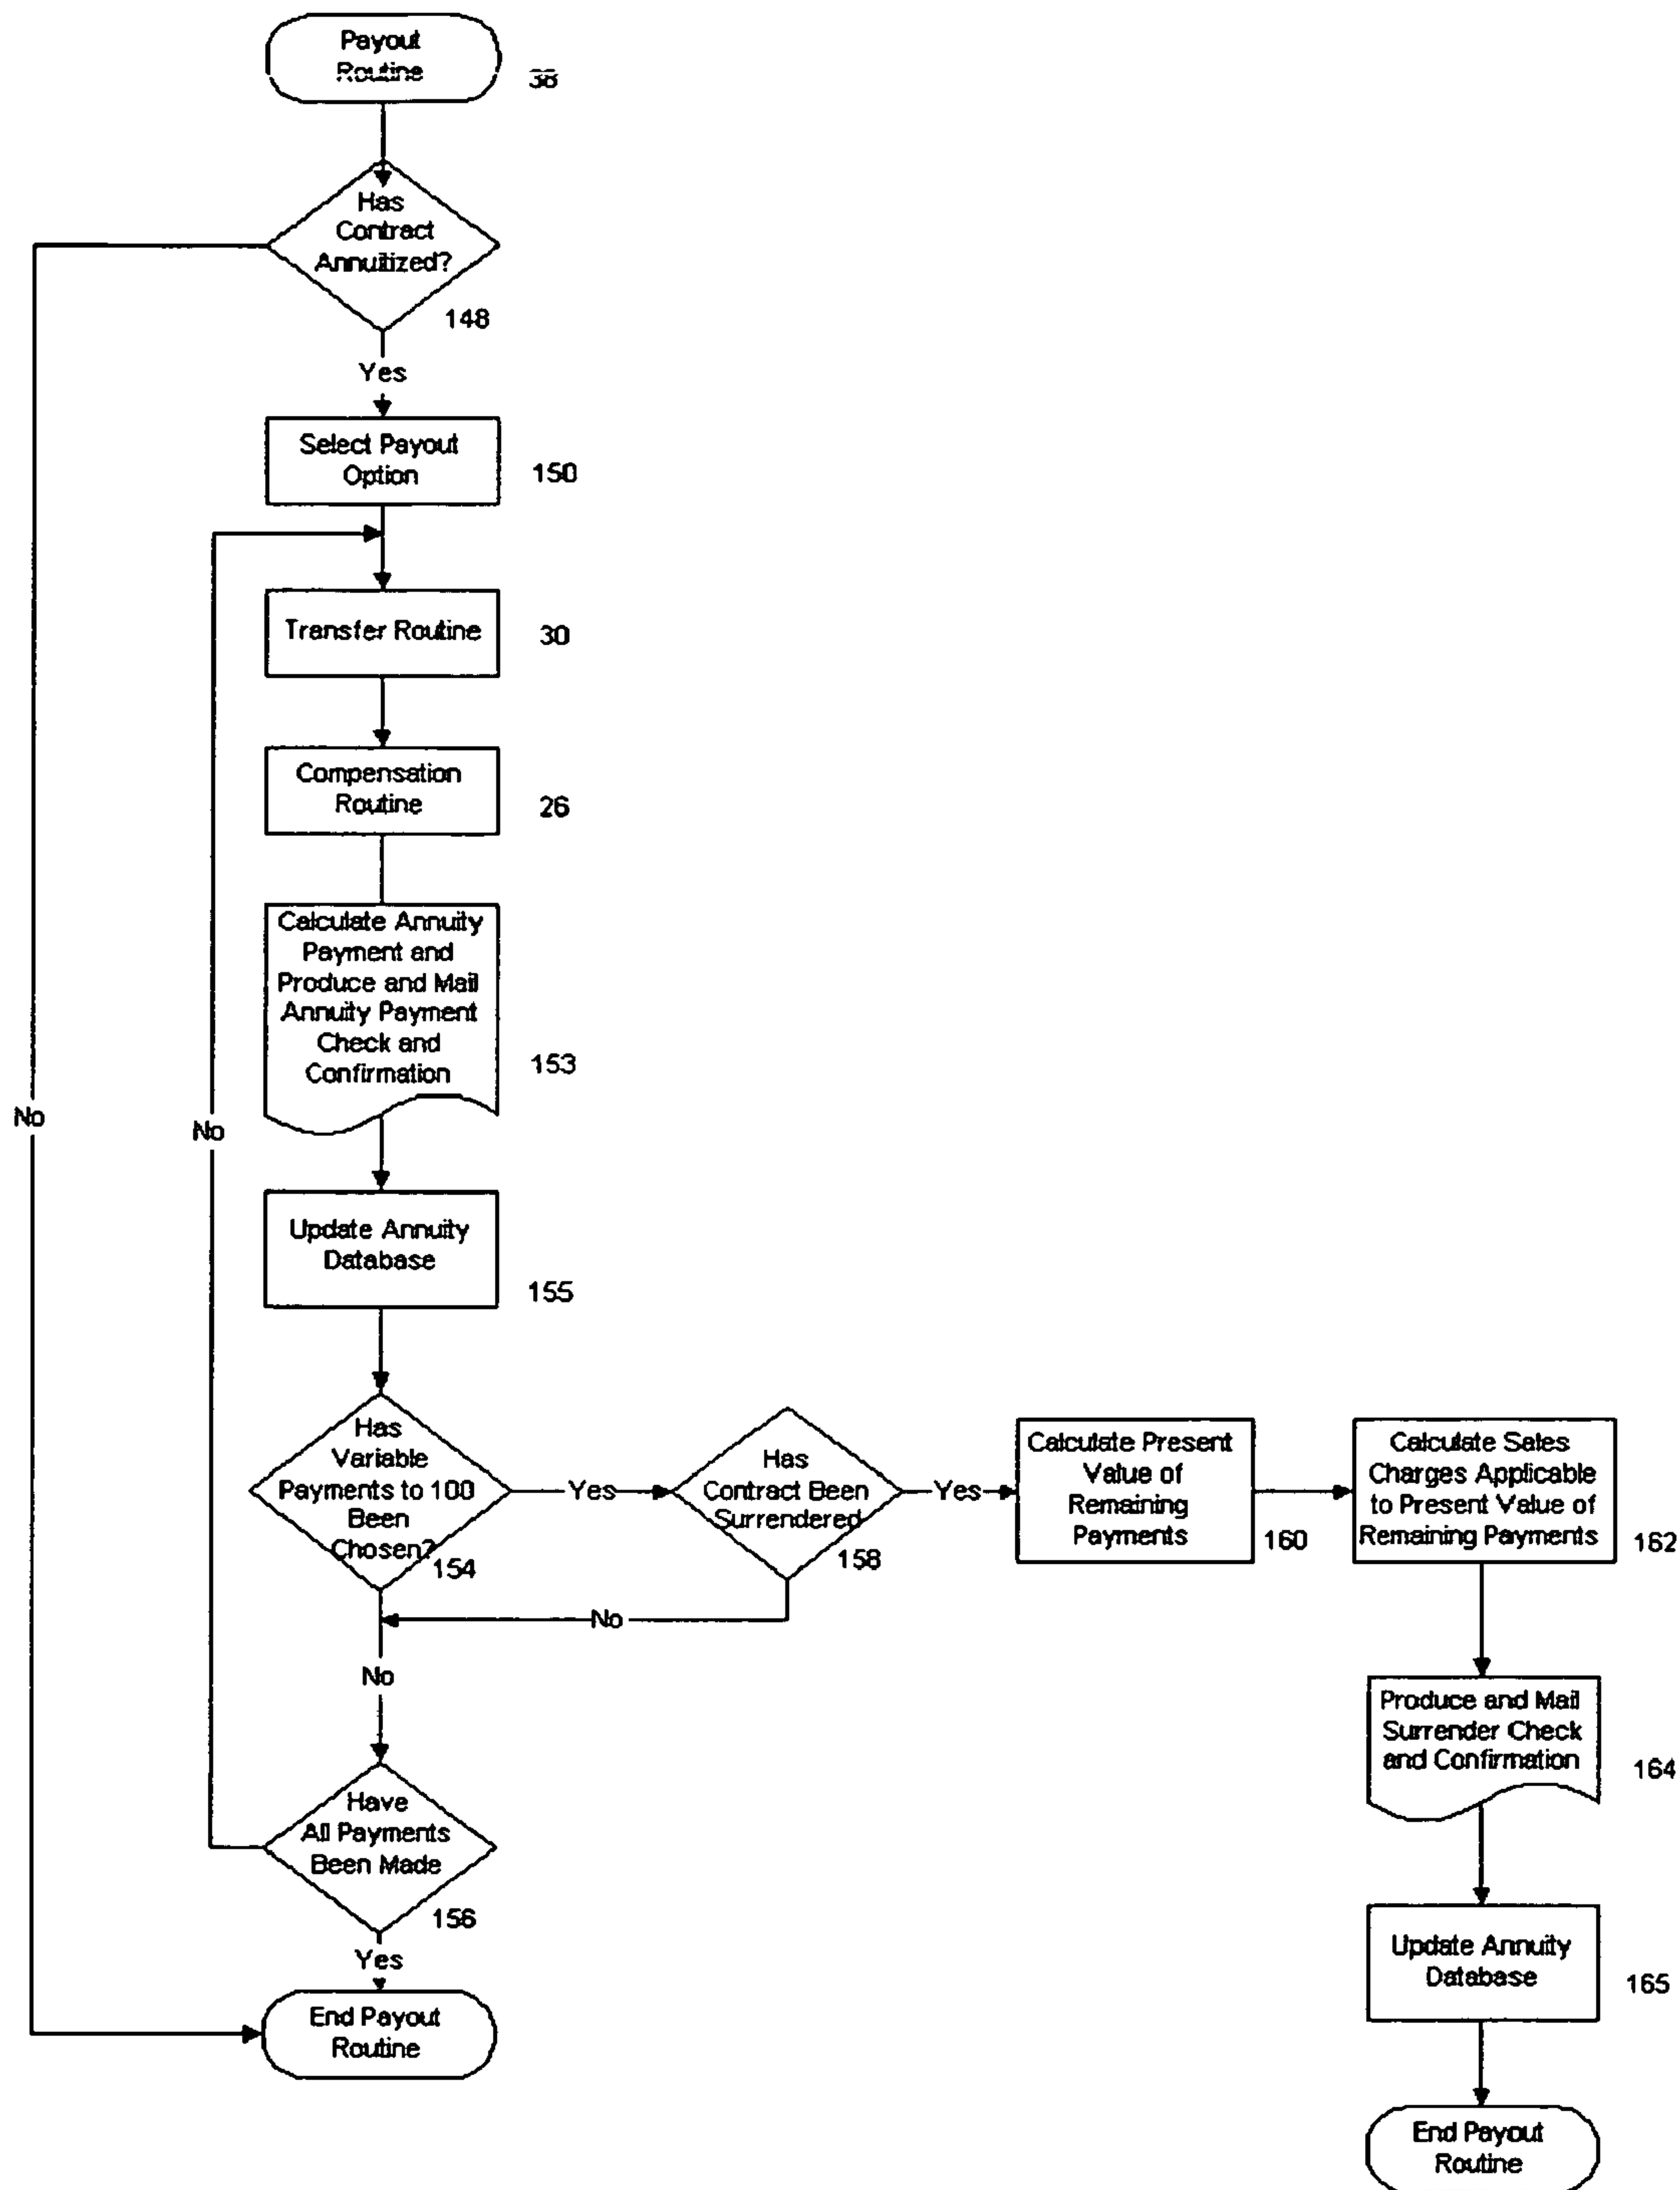 Payout
Routine
38
Has
Contract
Annuitized?
148
Yes
Select Payout
Option
150
Transfer Routine
30
Compensation
Routine
26
Calculate Annuity
Payment and
Produce and Mail
Annuity Payment
Check and
Confirmation
153
No
No
Update Annuity
Database
155
Has
Variable
Payments to 100
Been
Chosen?
154
Yes
Has
Contract Been
Surrendered
158
Yes
Calculate Present
Value of
Remaining
Payments
160
Calculate Sales
Charges Applicable
to Present Value of
Remaining Payments
162
No
No
Produce and Mail
Surrender Check
and Confirmation
164
Have
All Payments
Been Made
156
Yes
Update Annuity
Database
165
End Payout
Routine
End Payout
Routine